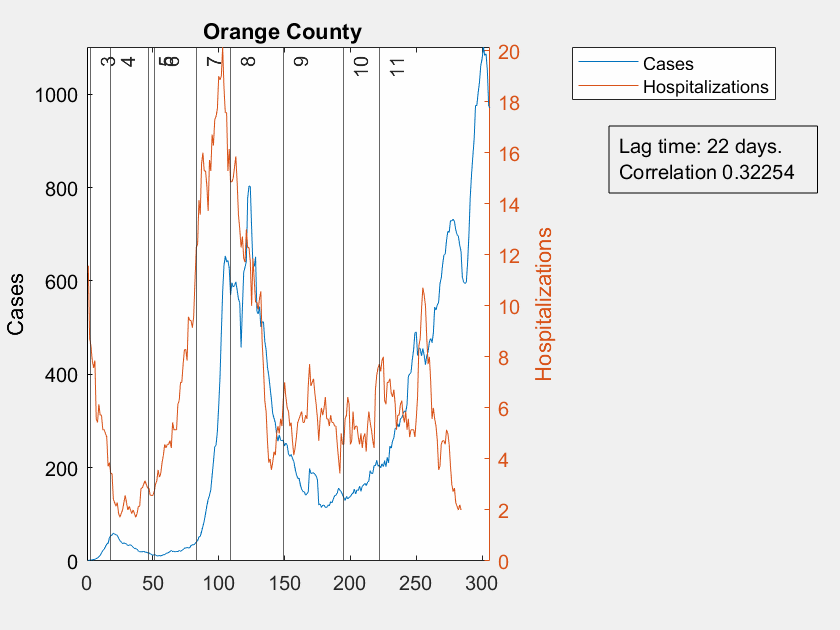 Orange County
3 4 5 6 7 8 9 10 11
Cases
Hospitalizations
Lag time: 22 days.
Correlation 0.32254
Cases
1000
800
600
400
200
0
20
18
16
14
12
10
8
6
4
2
0
Hospitalizations
0 50 100 150 200 250 300